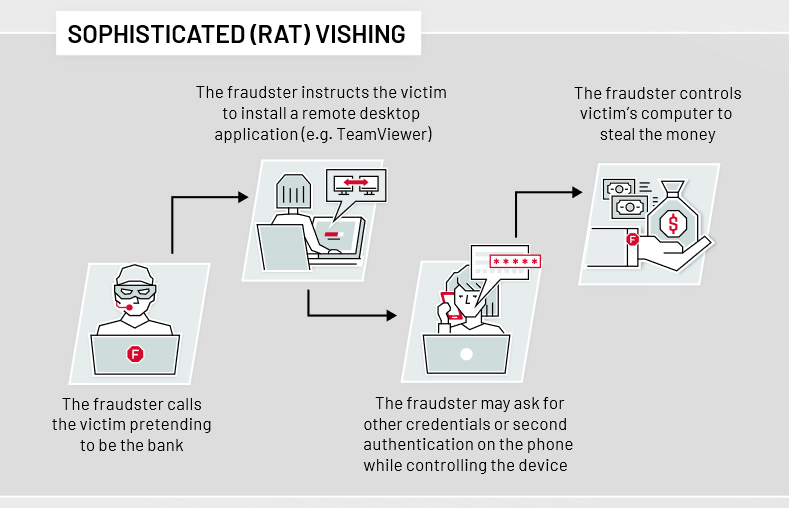 SOPHISTICATED (RAT) VISHING
The fraudster calls
the victim pretending
to be the bank
F
The fraudster instructs the victim
to install a remote desktop
application (e.g. TeamViewer)
The fraudster may ask for
other credentials or second
authentication on the phone
while controlling the device
*****
The fraudster controls
victim's computer to
steal the money
$
F